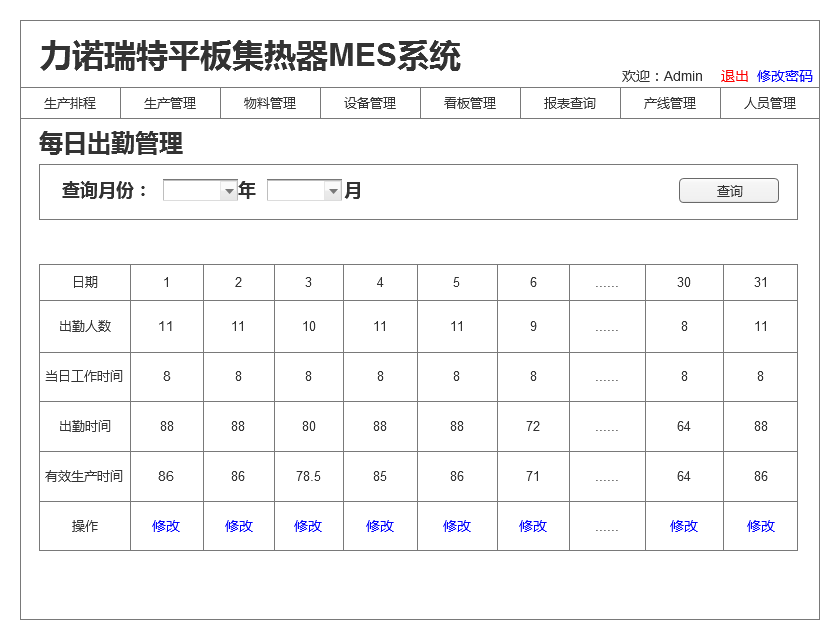 力诺瑞特平板集热器MES系统
欢迎：Admin 退出 修改密码
生产排程 生产管理 物料管理 设备管理 看板管理 报表查询 产线管理 人员管理
每日出勤管理
查询月份： 年 月 查询
日期 1 2 3 4 5 6 …… 30 31
出勤人数 11 11 10 11 11 9 …… 8 11
当日工作时间 8 8 8 8 8 8 …… 8 8
出勤时间 88 88 80 88 88 72 …… 64 88
有效生产时间 86 86 78.5 85 86 71 …… 64 86
操作 修改 修改 修改 修改 修改 修改 …… 修改 修改